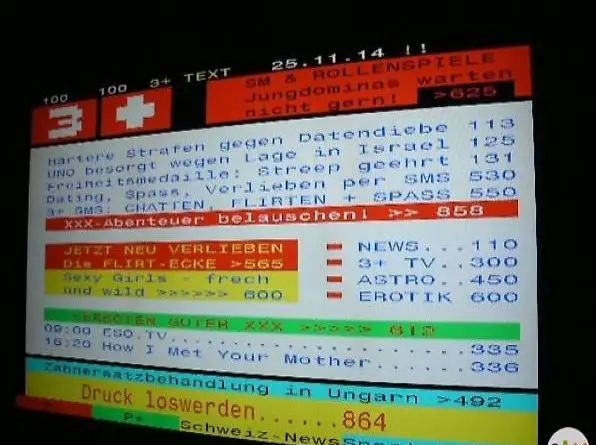 100 100 3+ TEXT 25.11.14 !!
3+
SM & ROLLENSPIELE
Jungdominas warten
nicht gern! >625
Härtere Strafen gegen Datendiebe 113
UNO besorgt wegen Lage in Israel 125
Freiheitsmedaille: Streep geehrt 131
Dating, Spass, Verlieben per SMS 530
3+ SMS: CHATTEN, FLIRTEN + SPASS 550
XXX-Abenteuer belauschen! >> 858
JETZT NEU VERLIEBEN
Die FLIRT-ECKE >565
Sexy Girls - frech
und wild >>>>>> 600
NEWS...110
3+ TV..300
ASTRO..450
EROTIK 600
VERBOTEN GUTER XXX >>>>> 612
09:00 ESO.TV.......................335
16:20 How I Met Your Mother......336
Zahnersatzbehandlung in Ungarn >492
Druck loswerden......864
P+
Schweiz-News